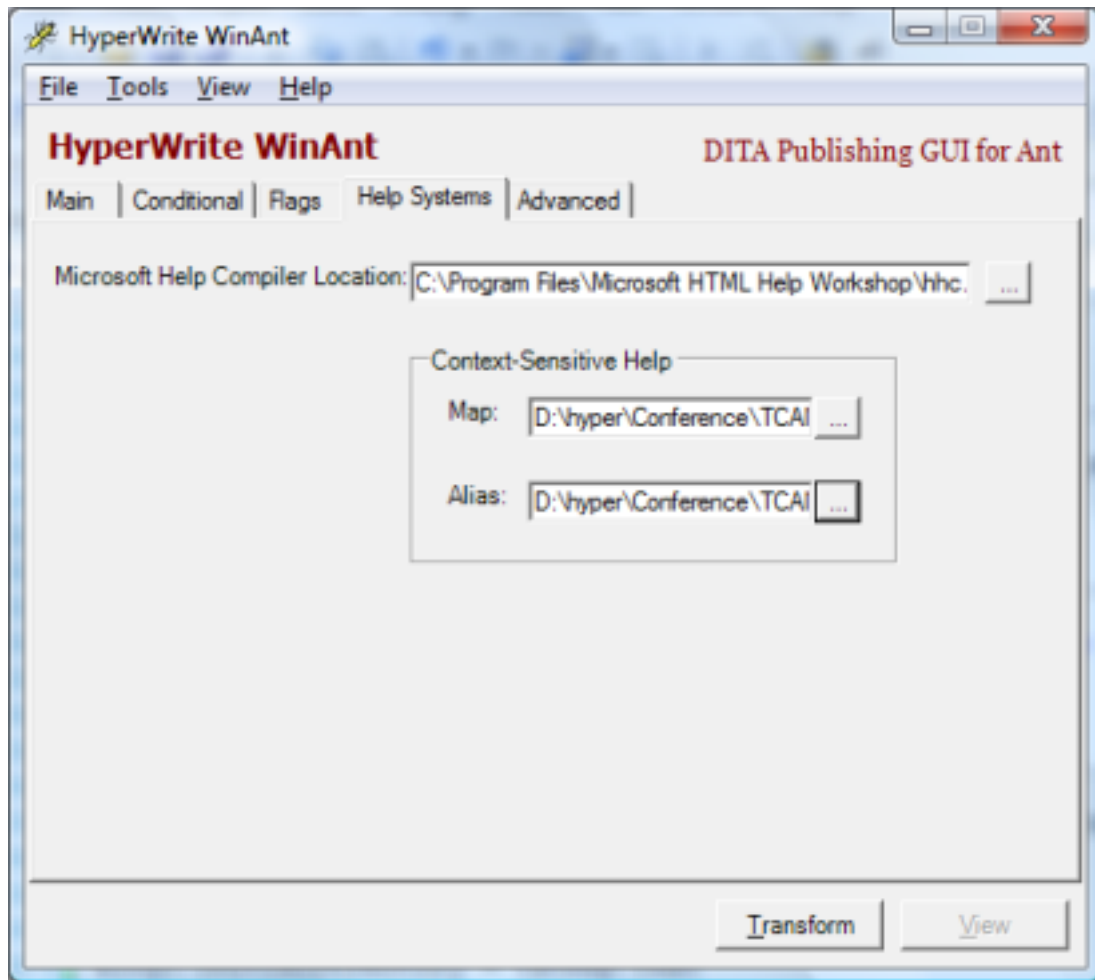 HyperWrite WinAnt
File Tools View Help
HyperWrite WinAnt DITA Publishing GUI for Ant
Main Conditional Flags Help Systems Advanced
Microsoft Help Compiler Location: C:\Program Files\Microsoft HTML Help Workshop\hhc. ...
Context-Sensitive Help
Map: D:\hyper\Conference\TCAI ...
Alias: D:\hyper\Conference\TCAI ...
Transform View